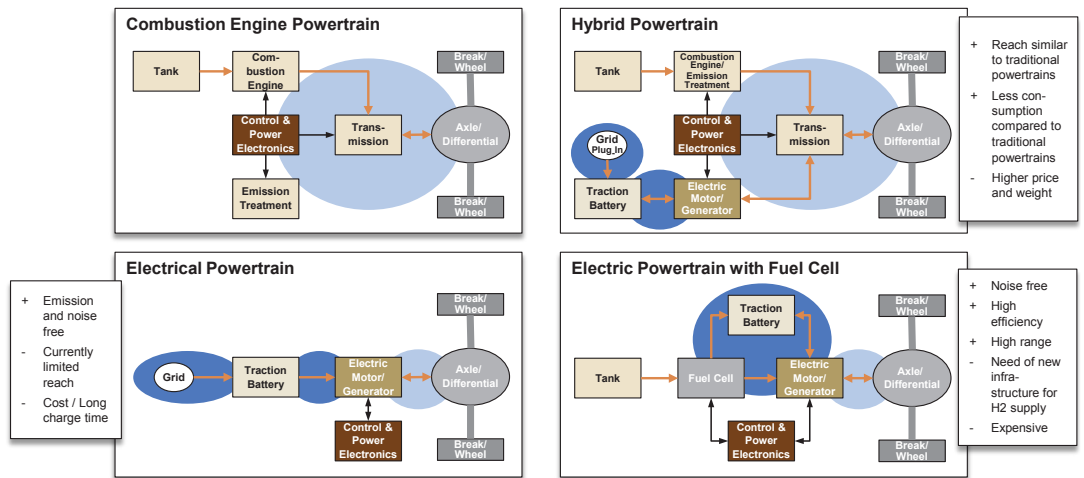 Combustion Engine Powertrain
Tank
Com-
bustion
Engine
Break/
Wheel
Control &
Power
Electronics
Trans-
mission
Axle/
Differential
Emission
Treatment
Break/
Wheel
Hybrid Powertrain
Tank
Combustion
Engine/
Emission
Treatment
Break/
Wheel
Control &
Power
Electronics
Trans-
mission
Axle/
Differential
Grid
Plug_In
Traction
Battery
Electric
Motor/
Generator
Break/
Wheel
+ Reach similar
to traditional
powertrains
+ Less con-
sumption
compared to
traditional
powertrains
- Higher price
and weight
Electrical Powertrain
+ Emission
and noise
free
- Currently
limited
reach
- Cost / Long
charge time
Break/
Wheel
Grid
Traction
Battery
Electric
Motor/
Generator
Axle/
Differential
Control &
Power
Electronics
Break/
Wheel
Electric Powertrain with Fuel Cell
Break/
Wheel
Traction
Battery
Tank
Fuel Cell
Electric
Motor/
Generator
Axle/
Differential
Control &
Power
Electronics
Break/
Wheel
+ Noise free
+ High
efficiency
+ High range
- Need of new
infra-
structure for
H2 supply
- Expensive